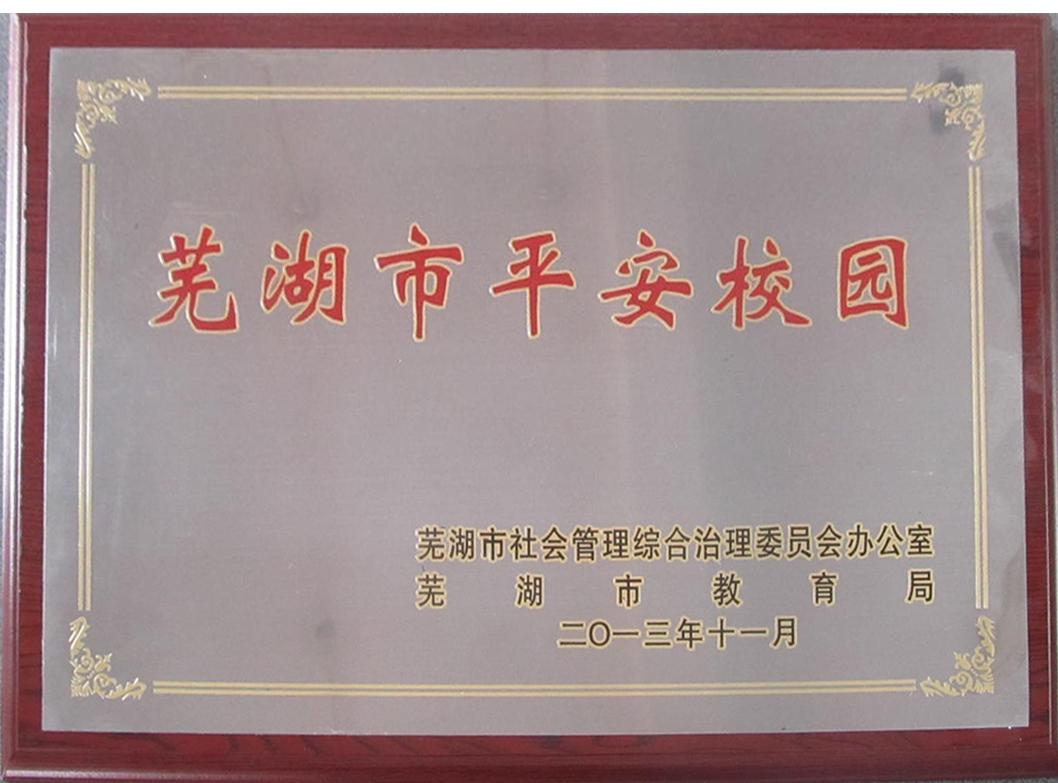 芜湖市平安校园
芜湖市社会管理综合治理委员会办公室
芜湖市教育局
二〇一三年十一月